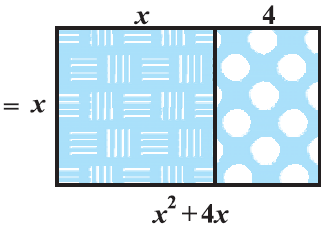 x 4
= x
x² + 4x